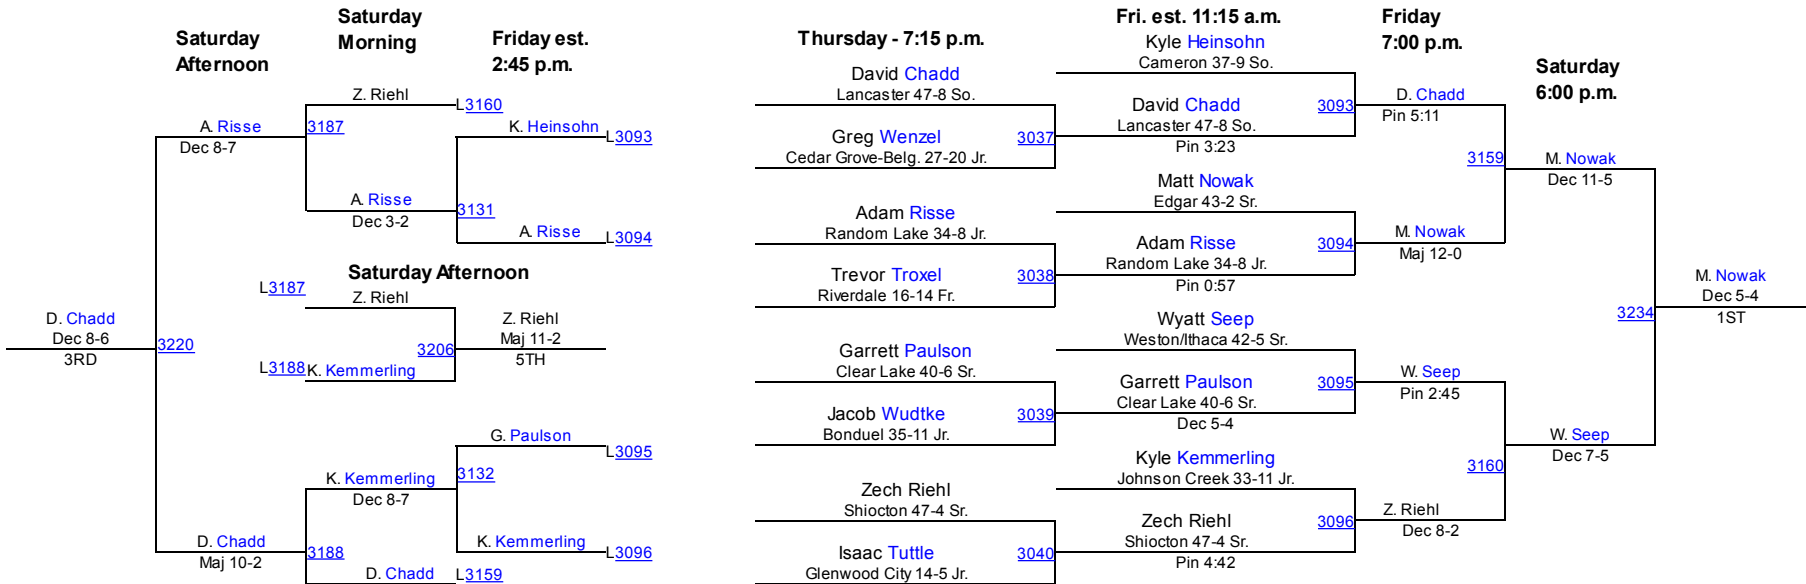 Saturday
Afternoon
Saturday
Morning
Friday est.
2:45 p.m.
Z. Riehl
L3160
A. Risse
3187
Dec 8-7
K. Heinsohn
L3093
A. Risse
3131
Dec 3-2
A. Risse
L3094
Saturday Afternoon
L3187
Z. Riehl
D. Chadd
Dec 8-6
3RD
3220
Z. Riehl
Maj 11-2
5TH
3206
L3188
K. Kemmerling
G. Paulson
L3095
K. Kemmerling
3132
Dec 8-7
D. Chadd
Maj 10-2
3188
K. Kemmerling
L3096
D. Chadd
L3159
Thursday - 7:15 p.m.
David Chadd
Lancaster 47-8 So.
Greg Wenzel
3037
Cedar Grove-Belg. 27-20 Jr.
Adam Risse
Random Lake 34-8 Jr.
Trevor Troxel
3038
Riverdale 16-14 Fr.
Garrett Paulson
Clear Lake 40-6 Sr.
Jacob Wudtke
3039
Bonduel 35-11 Jr.
Zech Riehl
Shiocton 47-4 Sr.
Isaac Tuttle
3040
Glenwood City 14-5 Jr.
Fri. est. 11:15 a.m.
Kyle Heinsohn
Cameron 37-9 So.
David Chadd
3093
Lancaster 47-8 So.
Pin 3:23
Matt Nowak
Edgar 43-2 Sr.
Adam Risse
3094
Random Lake 34-8 Jr.
Pin 0:57
Wyatt Seep
Weston/Ithaca 42-5 Sr.
Garrett Paulson
3095
Clear Lake 40-6 Sr.
Dec 5-4
Kyle Kemmerling
Johnson Creek 33-11 Jr.
Zech Riehl
3096
Shiocton 47-4 Sr.
Pin 4:42
Friday
7:00 p.m.
D. Chadd
Pin 5:11
3159
M. Nowak
Maj 12-0
W. Seep
Pin 2:45
3160
Z. Riehl
Dec 8-2
Saturday
6:00 p.m.
M. Nowak
Dec 11-5
3234
W. Seep
Dec 7-5
M. Nowak
Dec 5-4
1ST